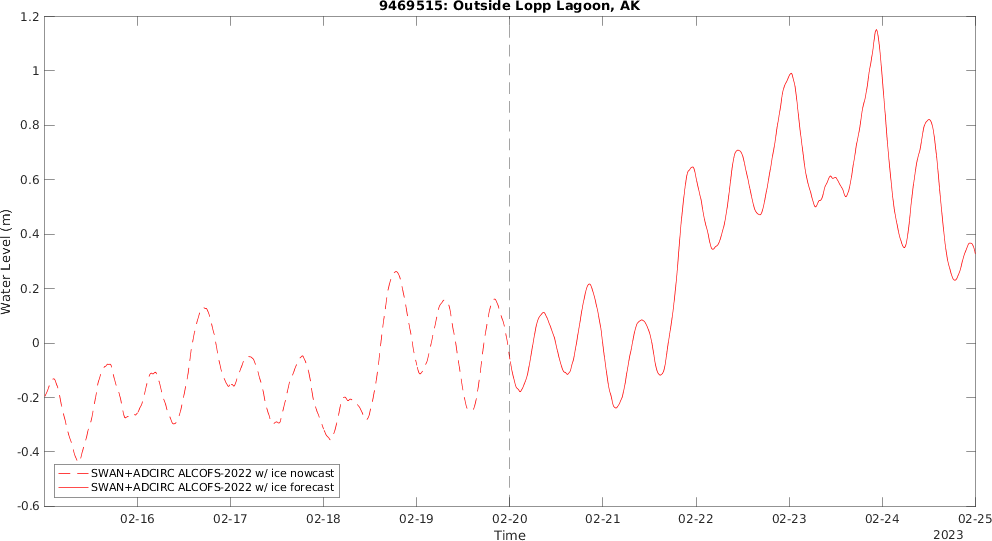 9469515: Outside Lopp Lagoon, AK
1.2
1
0.8
0.6
0.4
0.2
0
-0.2
-0.4
-0.6
Water Level (m)
SWAN+ADCIRC ALCOFS-2022 w/ ice nowcast
SWAN+ADCIRC ALCOFS-2022 w/ ice forecast
02-16 02-17 02-18 02-19 02-20 02-21 02-22 02-23 02-24 02-25
Time
2023